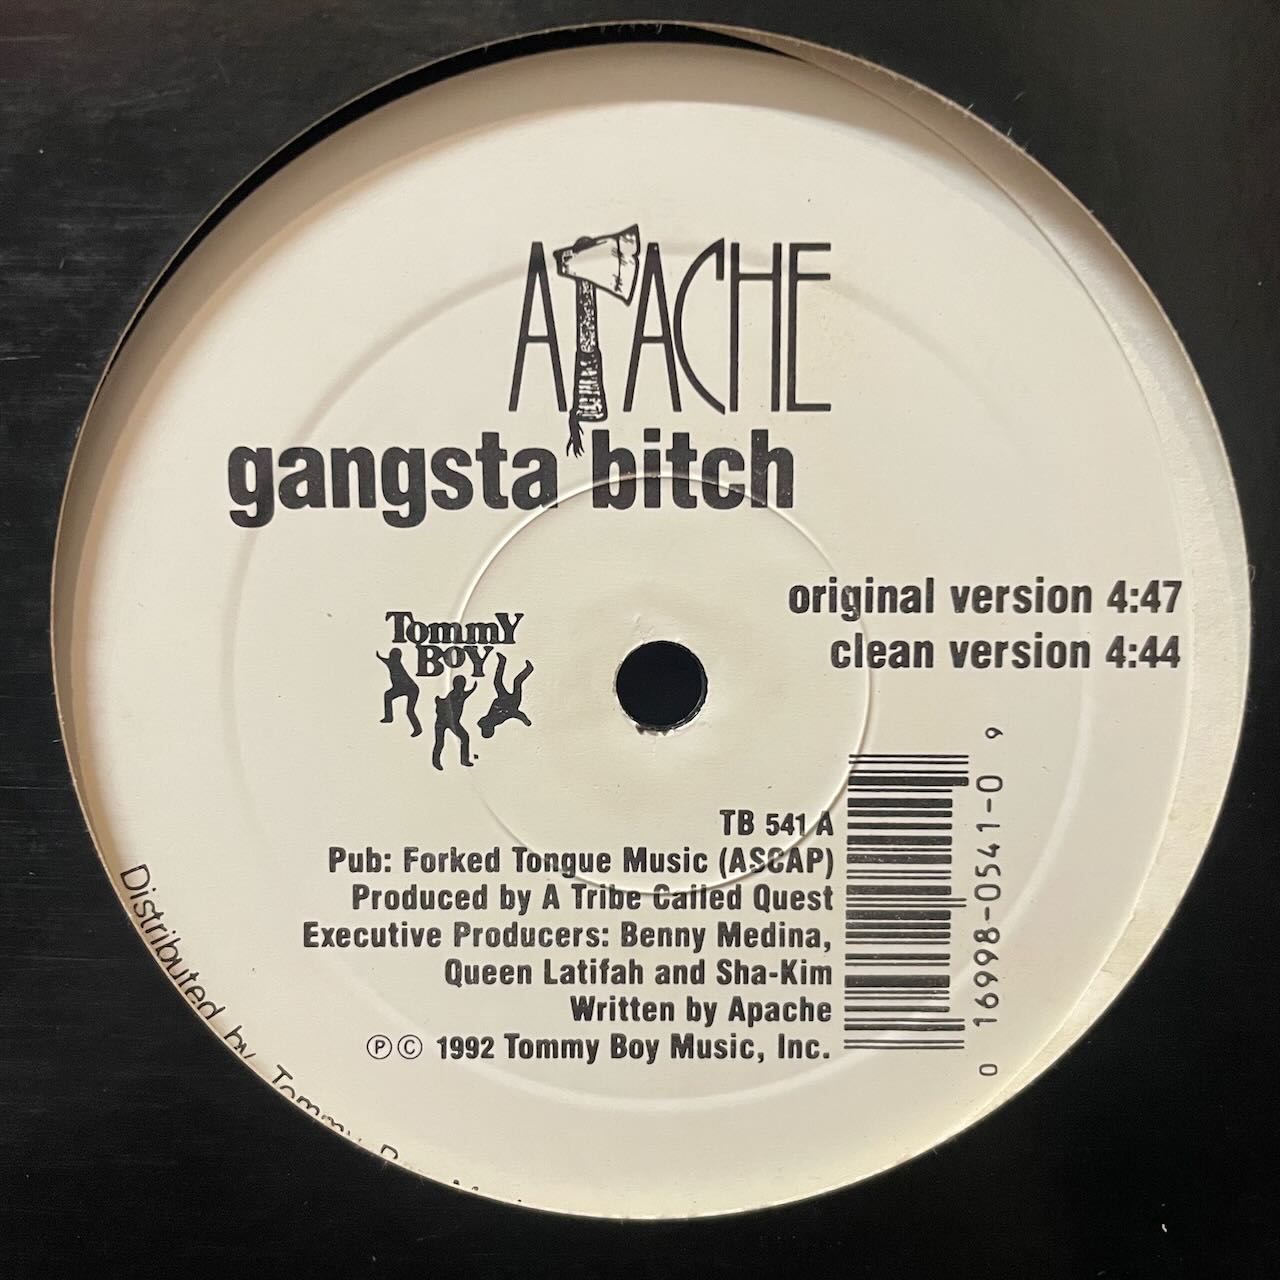 APACHE
gangsta bitch
original version 4:47
clean version 4:44
Tommy
Boy
TB 541 A
Pub: Forked Tongue Music (ASCAP)
Produced by A Tribe Called Quest
Executive Producers: Benny Medina,
Queen Latifah and Sha-Kim
Written by Apache
Ⓟ© 1992 Tommy Boy Music, Inc.
0 16998-0541-0 9
Distributed by Tommy